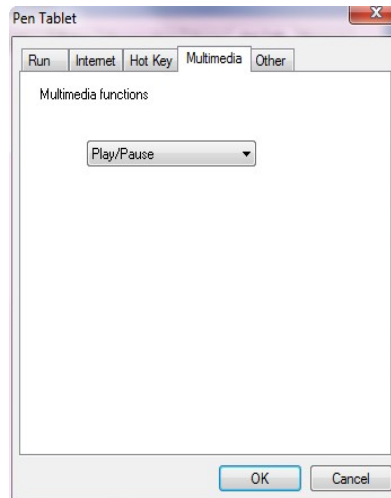 Pen Tablet
X
Run Internet Hot Key Multimedia Other
Multimedia functions
Play/Pause
OK Cancel